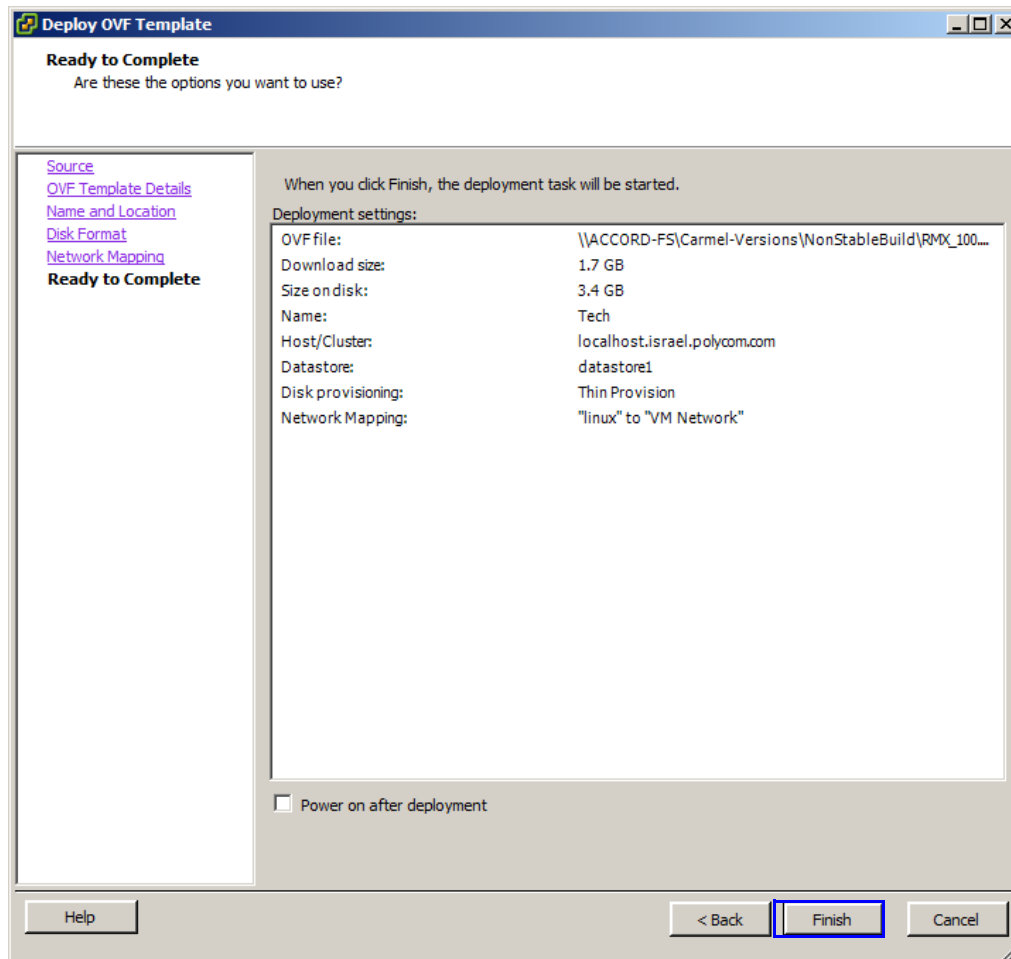 Deploy OVF Template
Ready to Complete
Are these the options you want to use?
Source
OVF Template Details
Name and Location
Disk Format
Network Mapping
Ready to Complete
When you click Finish, the deployment task will be started.
Deployment settings:
OVF file: \\ACCORD-FS\Carmel-Versions\NonStableBuild\RMX_100....
Download size: 1.7 GB
Size on disk: 3.4 GB
Name: Tech
Host/Cluster: localhost.israel.polycom.com
Datastore: datastore1
Disk provisioning: Thin Provision
Network Mapping: "linux" to "VM Network"
Power on after deployment
Help < Back Finish Cancel